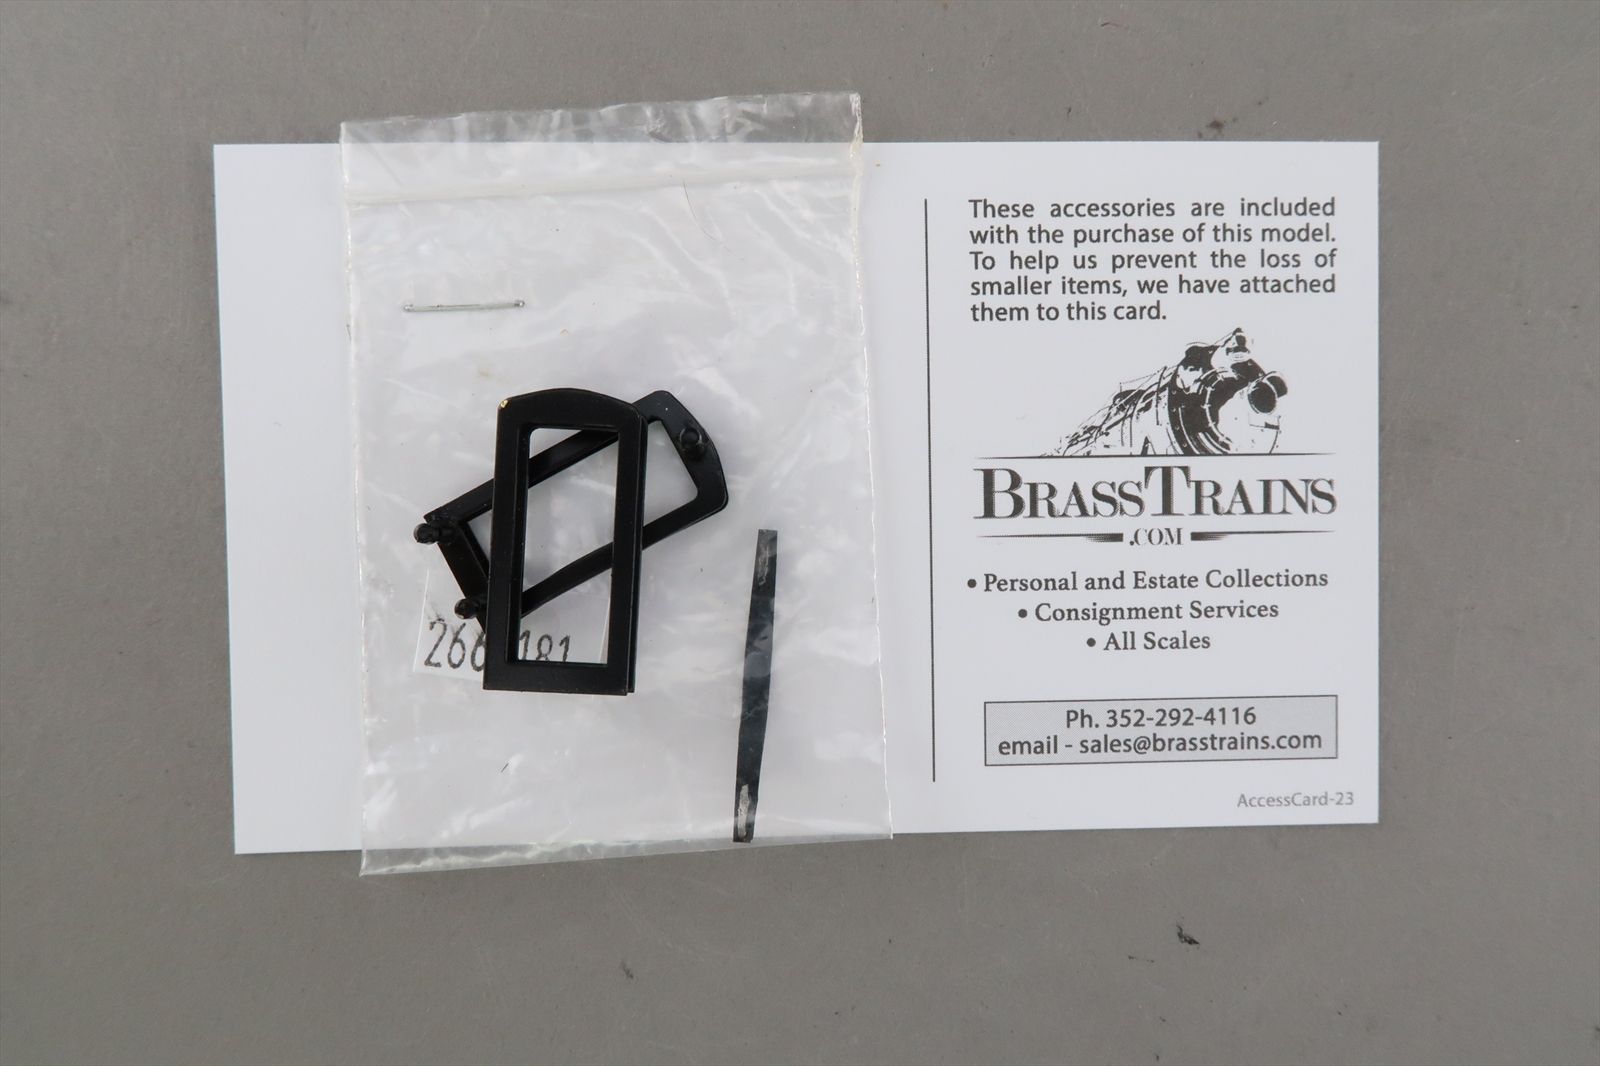 These accessories are included
with the purchase of this model.
To help us prevent the loss of
smaller items, we have attached
them to this card.
BRASSTRAINS
.COM
• Personal and Estate Collections
• Consignment Services
• All Scales
Ph. 352-292-4116
email - sales@brasstrains.com
AccessCard-23